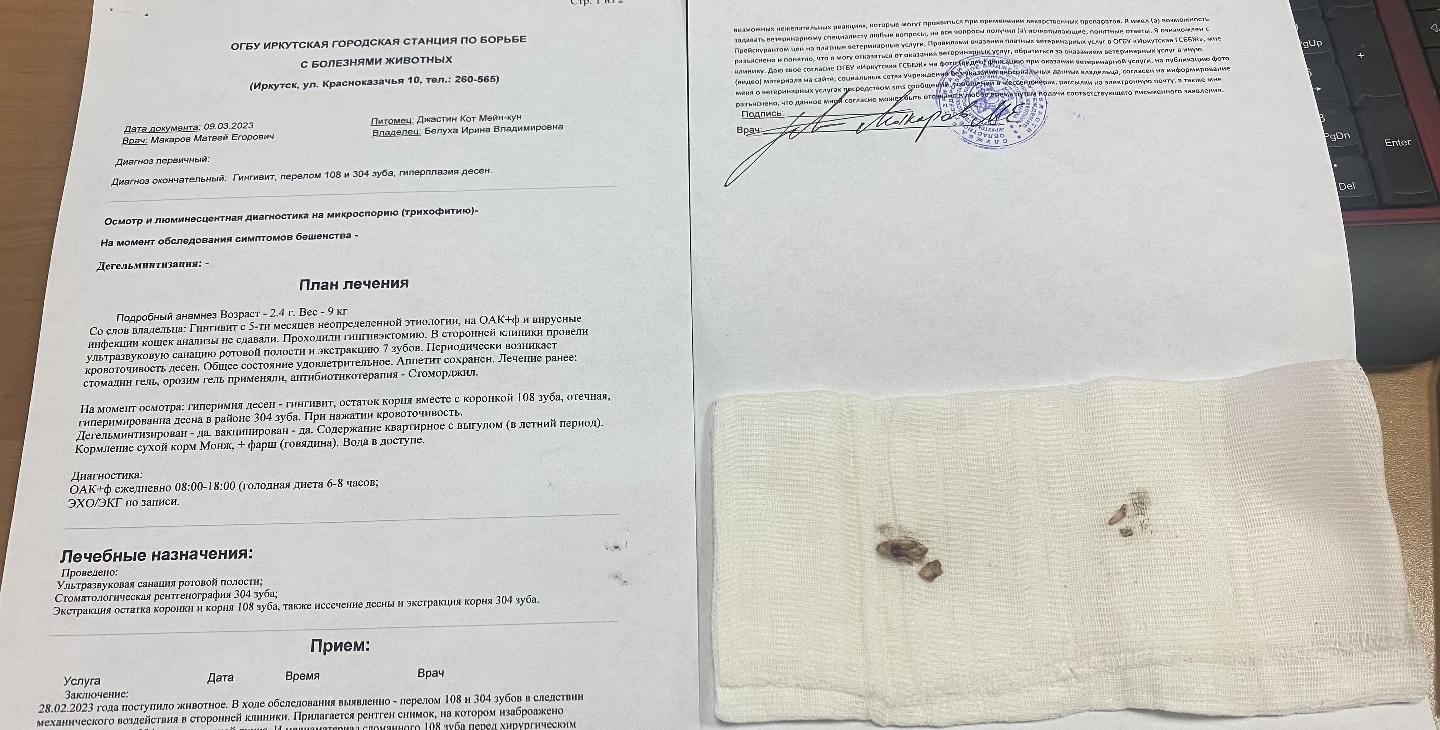 Стр. 1 из 2
ОГБУ ИРКУТСКАЯ ГОРОДСКАЯ СТАНЦИЯ ПО БОРЬБЕ
С БОЛЕЗНЯМИ ЖИВОТНЫХ
(Иркутск, ул. Красноказачья 10, тел.: 260-565)
Дата документа: 09.03.2023
Врач: Макаров Матвей Егорович
Питомец: Джастин Кот Мейн-кун
Владелец: Белуха Ирина Владимировна
Диагноз первичный:
Диагноз окончательный: Гингивит, перелом 108 и 304 зуба, гиперплазия десен.
Осмотр и люминесцентная диагностика на микроспорию (трихофитию)-
На момент обследования симптомов бешенства -
Дегельминтизация: -
План лечения
Подробный анамнез Возраст - 2.4 г. Вес - 9 кг
Со слов владельца: Гингивит с 5-ти месяцев неопределенной этиологии, на ОАК+ф и вирусные
инфекции кошек анализы не сдавали. Проходили гингивэктомию. В сторонней клиники провели
ультразвуковую санацию ротовой полости и экстракцию 7 зубов. Периодически возникает
кровоточивость десен. Общее состояние удовлетрительное. Аппетит сохранен. Лечение ранее:
стомадин гель, орозим гель применяли, антибиотикотерапия - Стоморджил.
На момент осмотра: гиперимия десен - гингивит, остаток корня вместе с коронкой 108 зуба, отечная,
гиперимированна десна в районе 304 зуба. При нажатии кровоточивость.
Дегельминтизирован - да. вакцинирован - да. Содержание квартирное с выгулом (в летний период).
Кормление сухой корм Монж, + фарш (говядина). Вода в доступе.
Диагностика:
ОАК+ф ежедневно 08:00-18:00 (голодная диета 6-8 часов;
ЭХО/ЭКГ по записи.
Лечебные назначения:
Проведено:
Ультразвуковая санация ротовой полости;
Стоматологическая рентгенография 304 зуба;
Экстракция остатка коронки и корня 108 зуба, также иссечение десны и экстракция корня 304 зуба.
Прием:
Услуга Дата Время Врач
Заключение:
28.02.2023 года поступило животное. В ходе обследования выявленно - перелом 108 и 304 зубов в следствии
механического воздействия в сторонней клиники. Прилагается рентген снимок, на котором изаброажено
И медиаматериал сломанного 108 зуба перед хирургическим
возможных нежелательных реакциях, которые могут проявиться при применении лекарственных препаратов. Я имел (а) возможность
задавать ветеринарному специалисту любые вопросы, на все вопросы получил (а) исчерпывающие, понятные ответы. Я ознакомлен с
Прейскурантом цен на платные ветеринарные услуги, Правилами оказания платных ветеринарных услуг в ОГБУ «Иркутская ГСББЖ», мне
разъяснено и понятно, что я могу отказаться от оказания ветеринарных услуг, обратиться за оказанием ветеринарных услуг в иную
клинику. Даю свое согласие ОГБУ «Иркутская ГСББЖ» на фото (видео) фиксацию при оказании ветеринарной услуги, на публикацию фото
(видео) материала на сайте, социальных сетях учреждения без указания персональных данных владельца, согласен на информирование
меня о ветеринарных услугах посредством sms сообщений, сообщений в мессенджерах, рассылки на электронную почту, а также мне
разъяснено, что данное мной согласие может быть отозвано в любое время путем подачи соответствующего письменного заявления.
Подпись:
Врач: Макаров М.Е
gUp
PgDn
Enter
Del